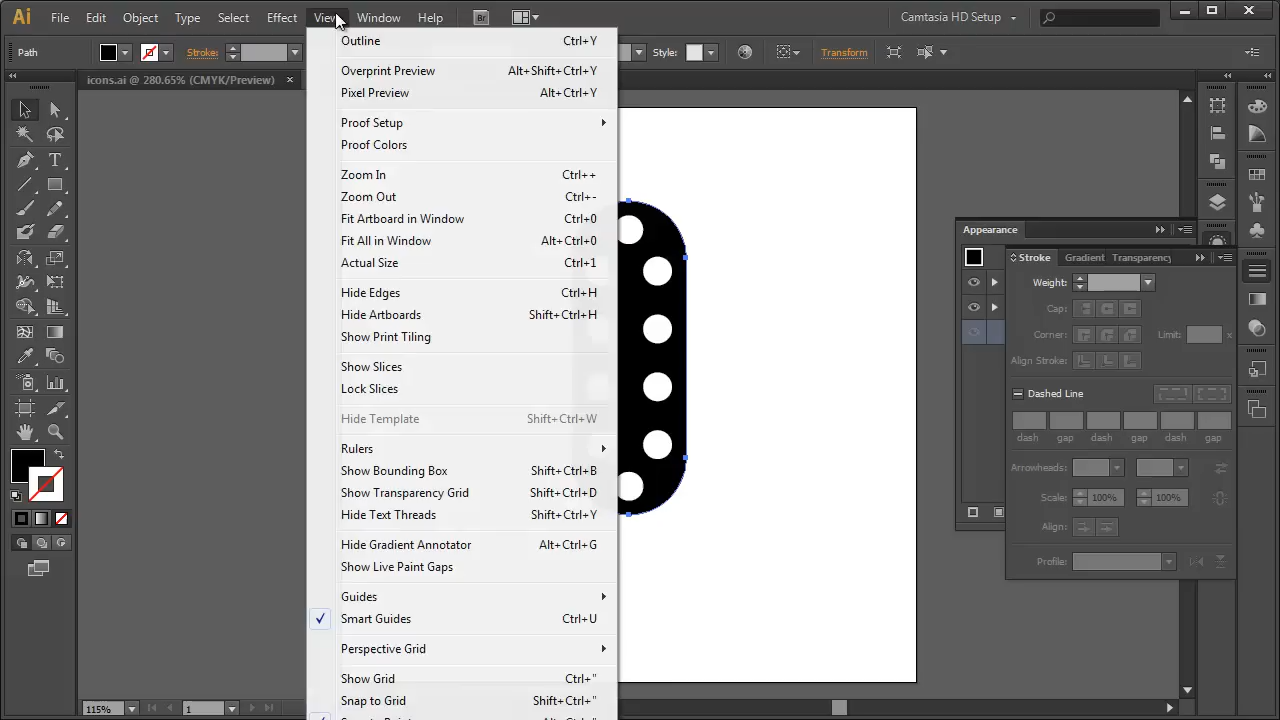 Ai File Edit Object Type Select Effect View Window Help Br Camtasia HD Setup
Path Stroke: Style: Transform
icons.ai @ 280.65% (CMYK/Preview) ×
Outline Ctrl+Y
Overprint Preview Alt+Shift+Ctrl+Y
Pixel Preview Alt+Ctrl+Y
Proof Setup
Proof Colors
Zoom In Ctrl++
Zoom Out Ctrl+-
Fit Artboard in Window Ctrl+0
Fit All in Window Alt+Ctrl+0
Actual Size Ctrl+1
Hide Edges Ctrl+H
Hide Artboards Shift+Ctrl+H
Show Print Tiling
Show Slices
Lock Slices
Hide Template Shift+Ctrl+W
Rulers
Show Bounding Box Shift+Ctrl+B
Show Transparency Grid Shift+Ctrl+D
Hide Text Threads Shift+Ctrl+Y
Hide Gradient Annotator Alt+Ctrl+G
Show Live Paint Gaps
Guides
Smart Guides Ctrl+U
Perspective Grid
Show Grid Ctrl+"
Snap to Grid Shift+Ctrl+"
Appearance
Stroke Gradient Transparency
Weight:
Cap:
Corner: Limit: x
Align Stroke:
Dashed Line
dash gap dash gap dash gap
Arrowheads:
Scale: 100% 100%
Align:
Profile:
115% 1